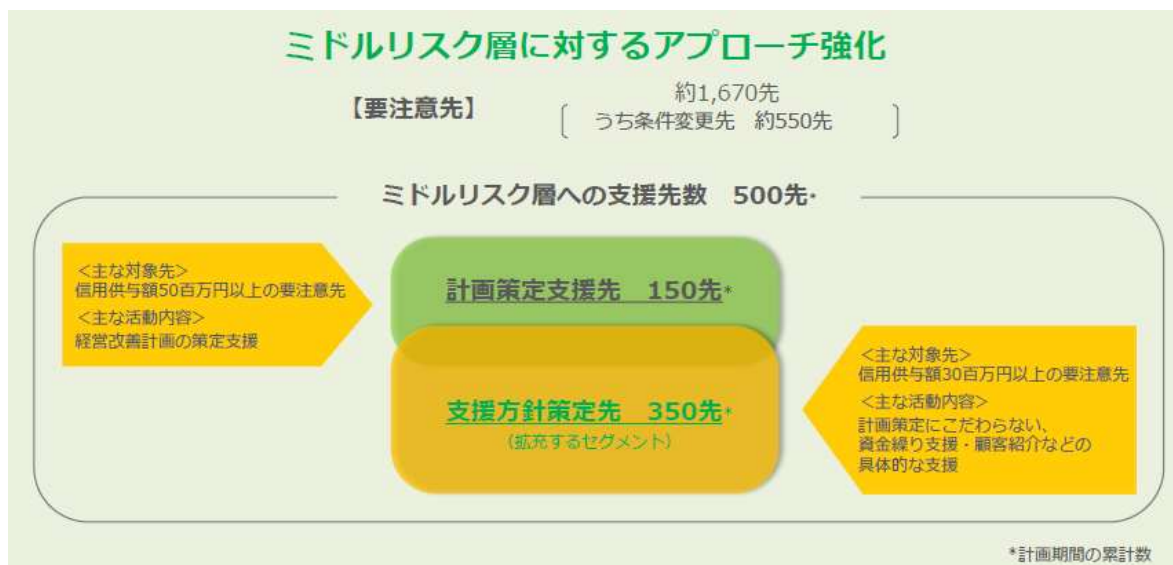 ミドルリスク層に対するアプローチ強化
【要注意先】
約1,670先
うち条件変更先 約550先
ミドルリスク層への支援先数 500先*
<主な対象先>
信用供与額50百万円以上の要注意先
<主な活動内容>
経営改善計画の策定支援
計画策定支援先 150先*
支援方針策定先 350先*
(拡充するセグメント)
<主な対象先>
信用供与額30百万円以上の要注意先
<主な活動内容>
計画策定にこだわらない、
資金繰り支援・顧客紹介などの
具体的な支援
*計画期間の累計数